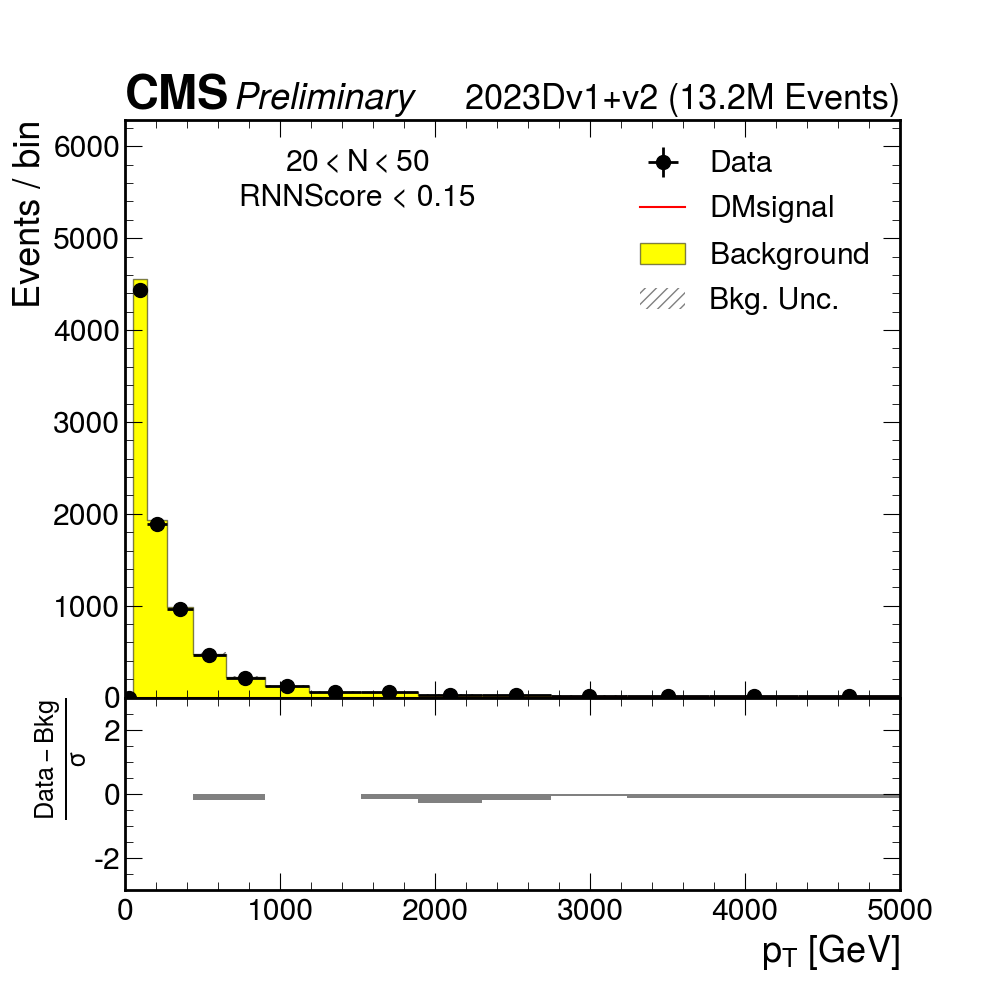 CMS Preliminary 2023Dv1+v2 (13.2M Events)
Events / bin
6000
5000
4000
3000
2000
1000
0
20 < N < 50
RNNScore < 0.15
Data
DMsignal
Background
Bkg. Unc.
Data – Bkg
σ
2
0
-2
0 1000 2000 3000 4000 5000
pT [GeV]